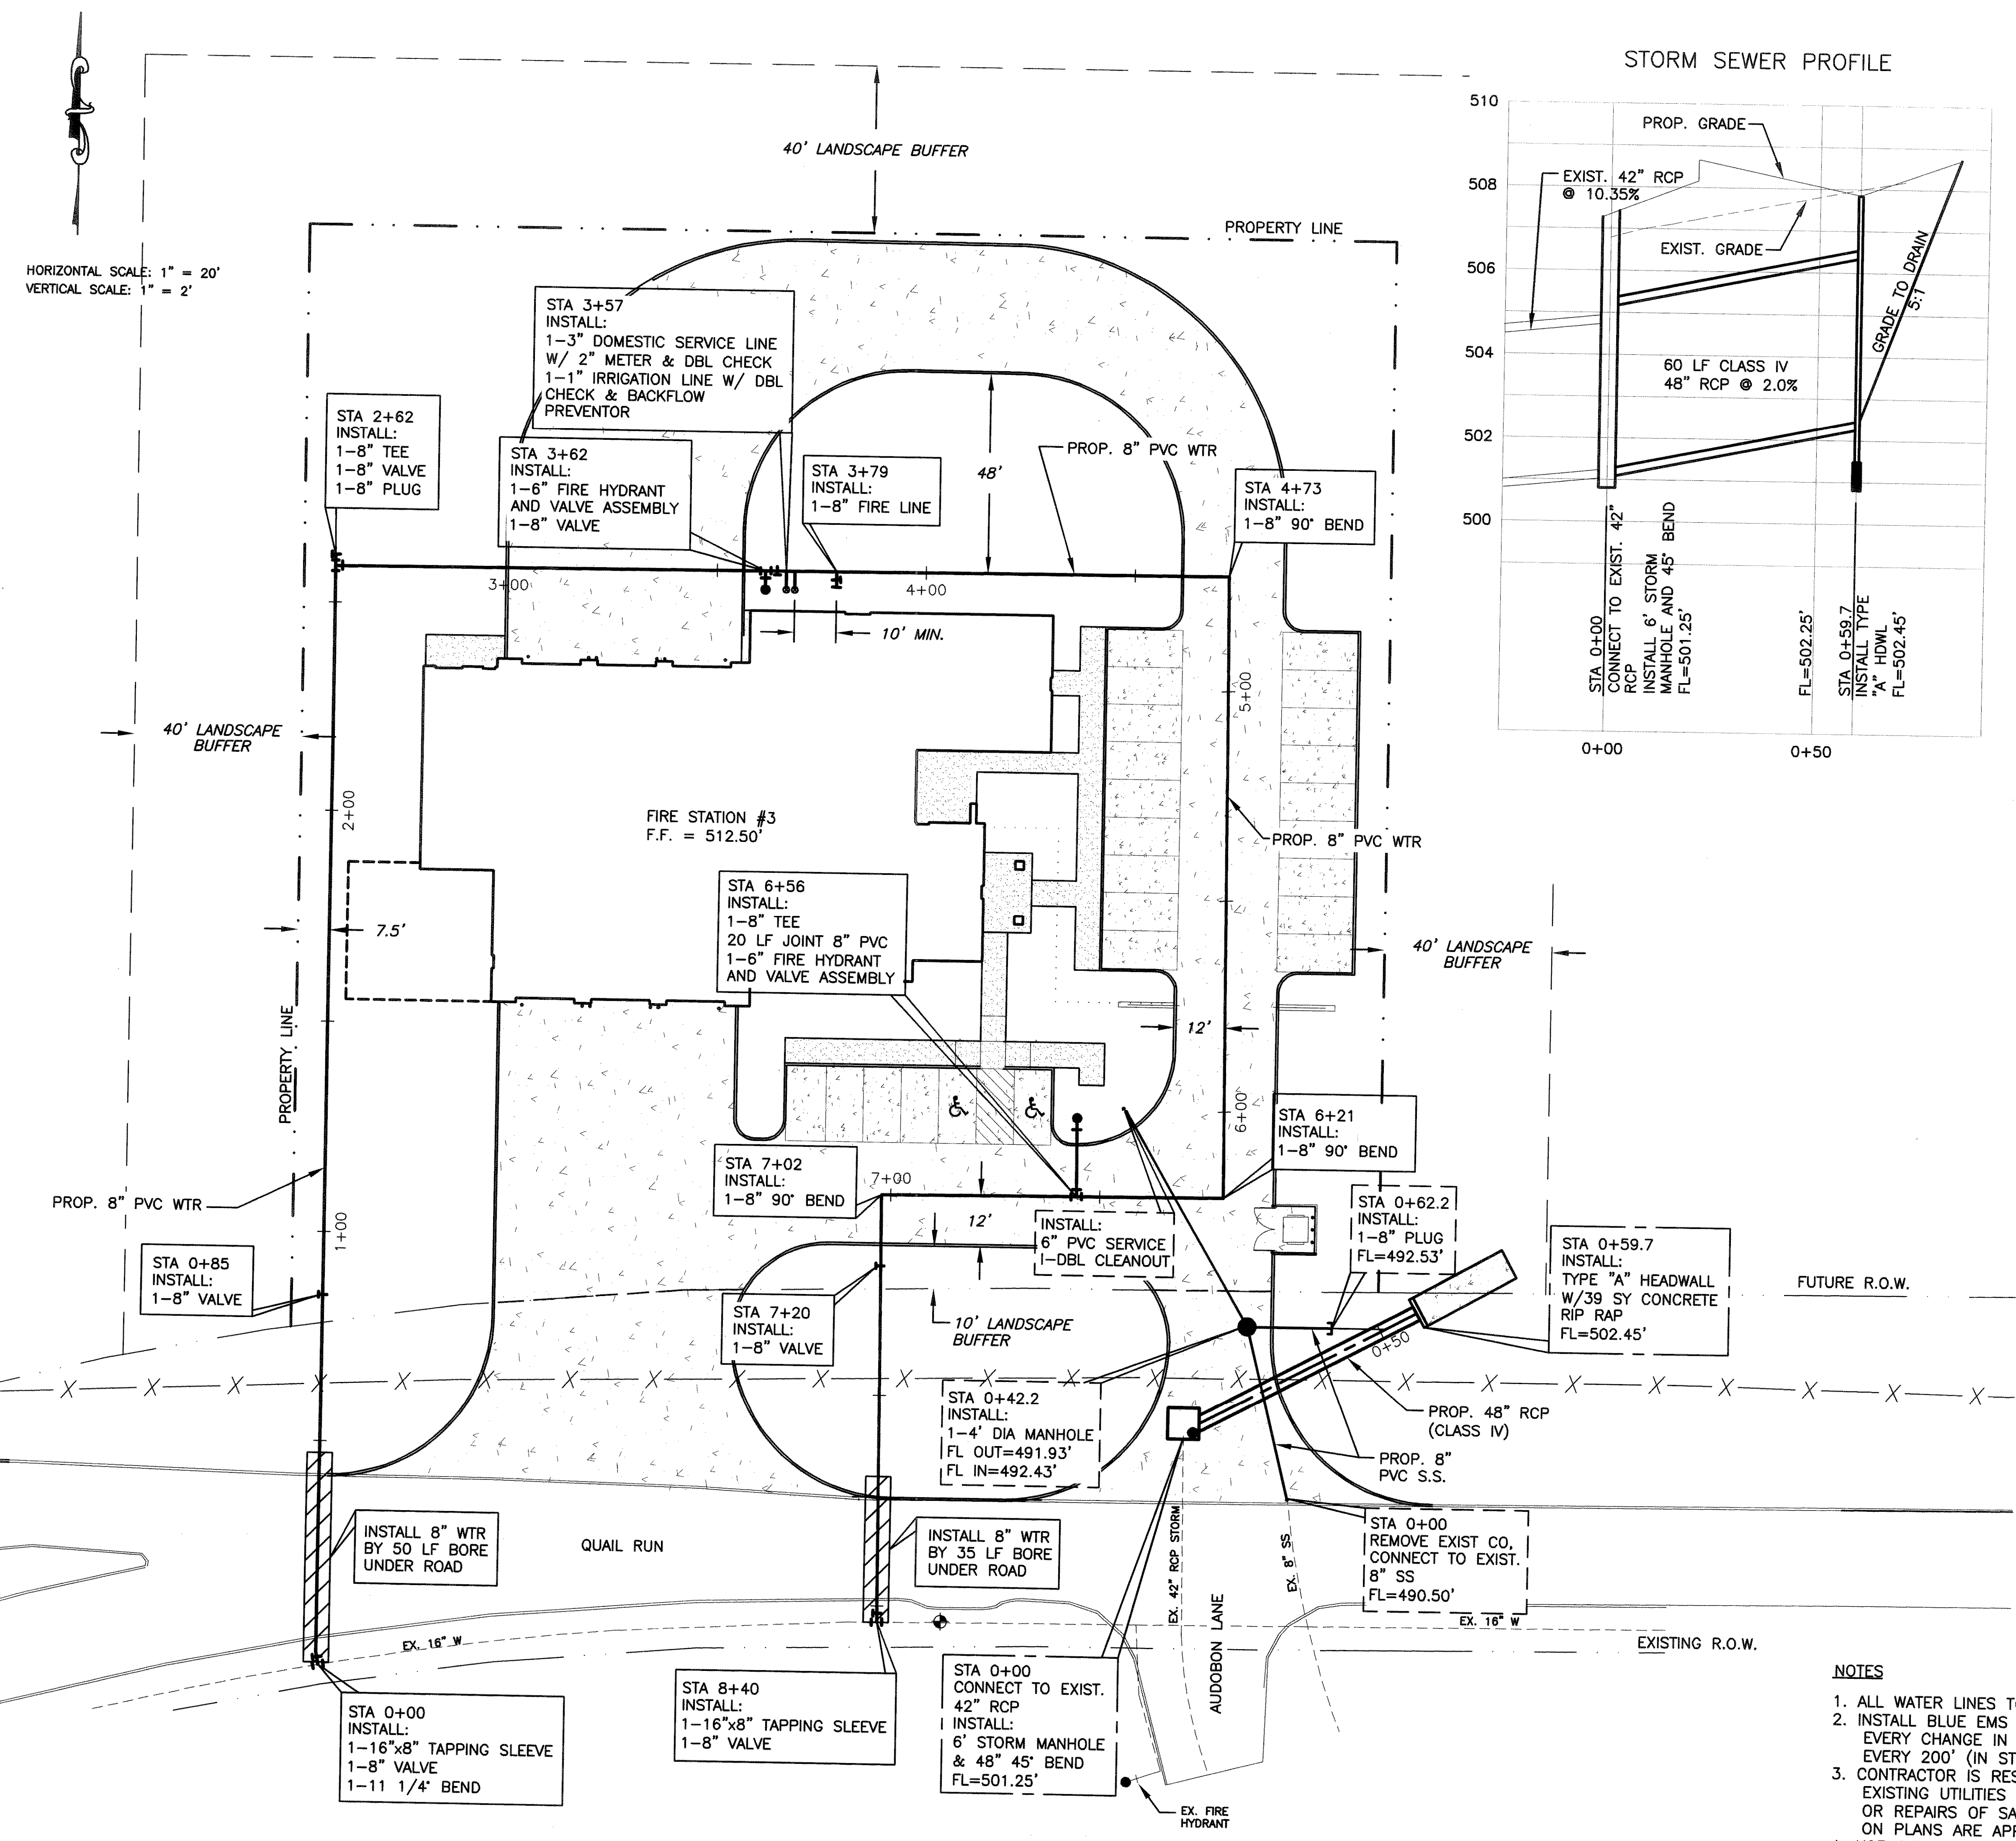 STORM SEWER PROFILE
510
508
506
504
502
500
PROP. GRADE
EXIST. 42" RCP
@ 10.35%
EXIST. GRADE
GRADE TO DRAIN
5:1
60 LF CLASS IV
48" RCP @ 2.0%
STA 0+00
CONNECT TO EXIST. 42"
RCP
INSTALL 6' STORM
MANHOLE AND 45° BEND
FL=501.25'
FL=502.25'
STA 0+59.7
INSTALL TYPE
"A" HDWL
FL=502.45'
0+00
0+50
HORIZONTAL SCALE: 1" = 20'
VERTICAL SCALE: 1" = 2'
40' LANDSCAPE BUFFER
PROPERTY LINE
STA 3+57
INSTALL:
1-3" DOMESTIC SERVICE LINE
W/ 2" METER & DBL CHECK
1-1" IRRIGATION LINE W/ DBL
CHECK & BACKFLOW
PREVENTOR
STA 2+62
INSTALL:
1-8" TEE
1-8" VALVE
1-8" PLUG
STA 3+62
INSTALL:
1-6" FIRE HYDRANT
AND VALVE ASSEMBLY
1-8" VALVE
STA 3+79
INSTALL:
1-8" FIRE LINE
48'
PROP. 8" PVC WTR
STA 4+73
INSTALL:
1-8" 90° BEND
3+00
4+00
10' MIN.
5+00
40' LANDSCAPE
BUFFER
2+00
FIRE STATION #3
F.F. = 512.50'
PROP. 8" PVC WTR
7.5'
STA 6+56
INSTALL:
1-8" TEE
20 LF JOINT 8" PVC
1-6" FIRE HYDRANT
AND VALVE ASSEMBLY
40' LANDSCAPE
BUFFER
12'
PROPERTY LINE
6+00
STA 6+21
INSTALL:
1-8" 90° BEND
STA 7+02
INSTALL:
1-8" 90° BEND
7+00
12'
PROP. 8" PVC WTR
1+00
INSTALL:
6" PVC SERVICE
1-DBL CLEANOUT
STA 0+62.2
INSTALL:
1-8" PLUG
FL=492.53'
STA 0+59.7
INSTALL:
TYPE "A" HEADWALL
W/39 SY CONCRETE
RIP RAP
FL=502.45'
FUTURE R.O.W.
STA 0+85
INSTALL:
1-8" VALVE
STA 7+20
INSTALL:
1-8" VALVE
10' LANDSCAPE
BUFFER
0+50
STA 0+42.2
INSTALL:
1-4' DIA MANHOLE
FL OUT=491.93'
FL IN=492.43'
PROP. 48" RCP
(CLASS IV)
PROP. 8"
PVC S.S.
INSTALL 8" WTR
BY 50 LF BORE
UNDER ROAD
QUAIL RUN
INSTALL 8" WTR
BY 35 LF BORE
UNDER ROAD
EX. 42" RCP STORM
EX. 8" SS
STA 0+00
REMOVE EXIST CO,
CONNECT TO EXIST.
8" SS
FL=490.50'
EX. 16" W
EX. 16" W
EXISTING R.O.W.
AUDOBON LANE
STA 0+00
INSTALL:
1-16"x8" TAPPING SLEEVE
1-8" VALVE
1-11 1/4° BEND
STA 8+40
INSTALL:
1-16"x8" TAPPING SLEEVE
1-8" VALVE
STA 0+00
CONNECT TO EXIST.
42" RCP
INSTALL:
6' STORM MANHOLE
& 48" 45° BEND
FL=501.25'
EX. FIRE
HYDRANT
NOTES
1. ALL WATER LINES
2. INSTALL BLUE EMS
EVERY CHANGE IN
EVERY 200' (IN
3. CONTRACTOR IS
EXISTING UTILITIES
OR REPAIRS OF
ON PLANS ARE